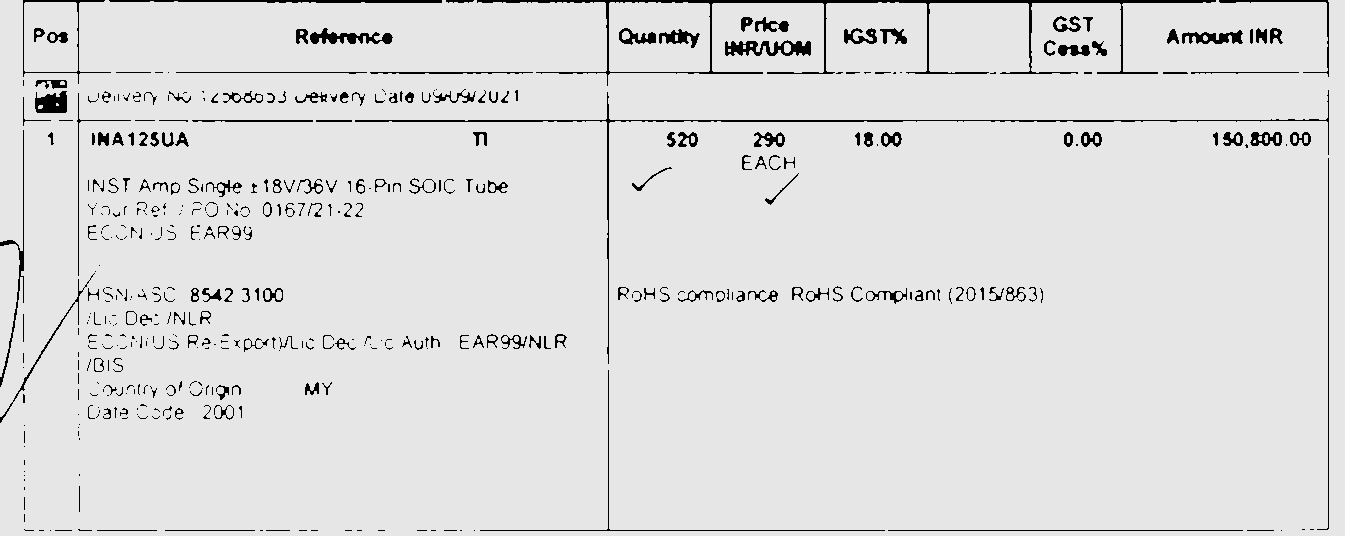 Pos Reference Quantity Price INR/UOM IGST% GST Cess% Amount INR
Delivery No Delivery Date 09/09/2021
1 INA125UA TI 520 290 18.00 0.00 150,800.00
EACH
INST Amp Single ±18V/36V 16-Pin SOIC Tube
Your Ref / PO No 0167/21-22
ECCN US EAR99
HSN/ASC 8542 3100 RoHS compliance RoHS Compliant (2015/863)
/Lic Dec /NLR
ECCN(US Re-Export)/Lic Dec /Lic Auth EAR99/NLR
/BIS
Country of Origin MY
Date Code 2001